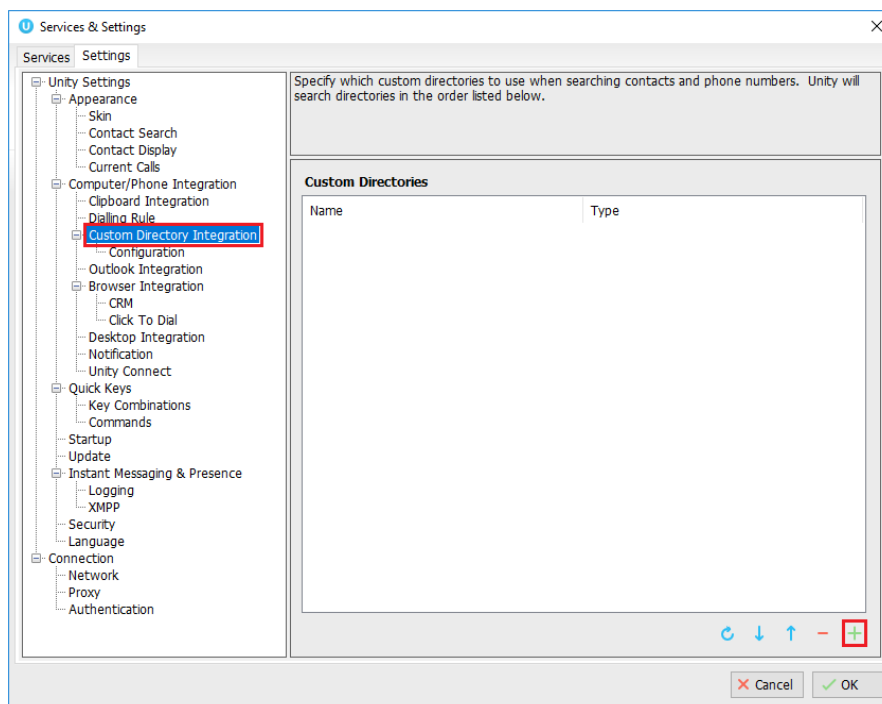 Services & Settings
Services
Settings
Unity Settings
Appearance
Skin
Contact Search
Contact Display
Current Calls
Computer/Phone Integration
Clipboard Integration
Dialling Rule
Custom Directory Integration
Configuration
Outlook Integration
Browser Integration
CRM
Click To Dial
Desktop Integration
Notification
Unity Connect
Quick Keys
Key Combinations
Commands
Startup
Update
Instant Messaging & Presence
Logging
XMPP
Security
Language
Connection
Network
Proxy
Authentication
Specify which custom directories to use when searching contacts and phone numbers. Unity will
search directories in the order listed below.
Custom Directories
Name
Type
Cancel
OK